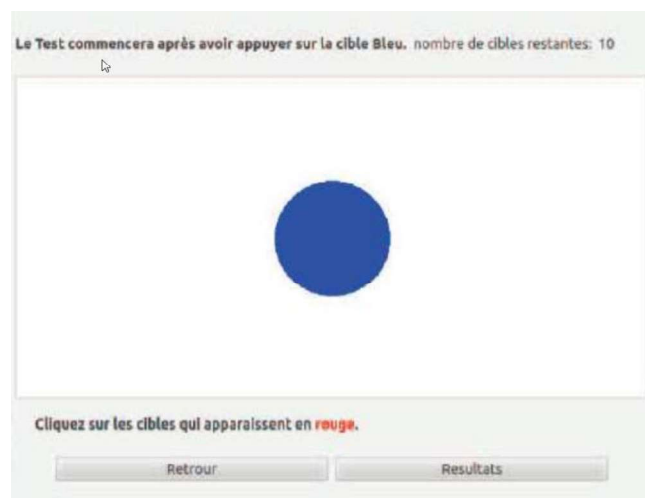 Le Test commencera après avoir appuyer sur la cible Bleu. nombre de cibles restantes: 10
Cliquez sur les cibles qui apparaissent en rouge.
Retrour
Resultats